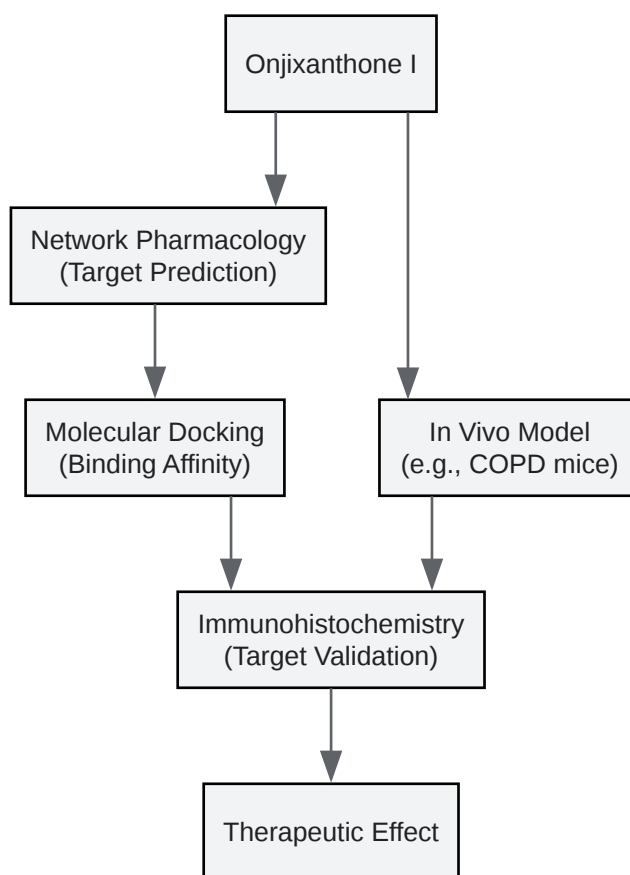 Onjixanthone I
Network Pharmacology
(Target Prediction)
Molecular Docking
(Binding Affinity)
In Vivo Model
(e.g., COPD mice)
Immunohistochemistry
(Target Validation)
Therapeutic Effect